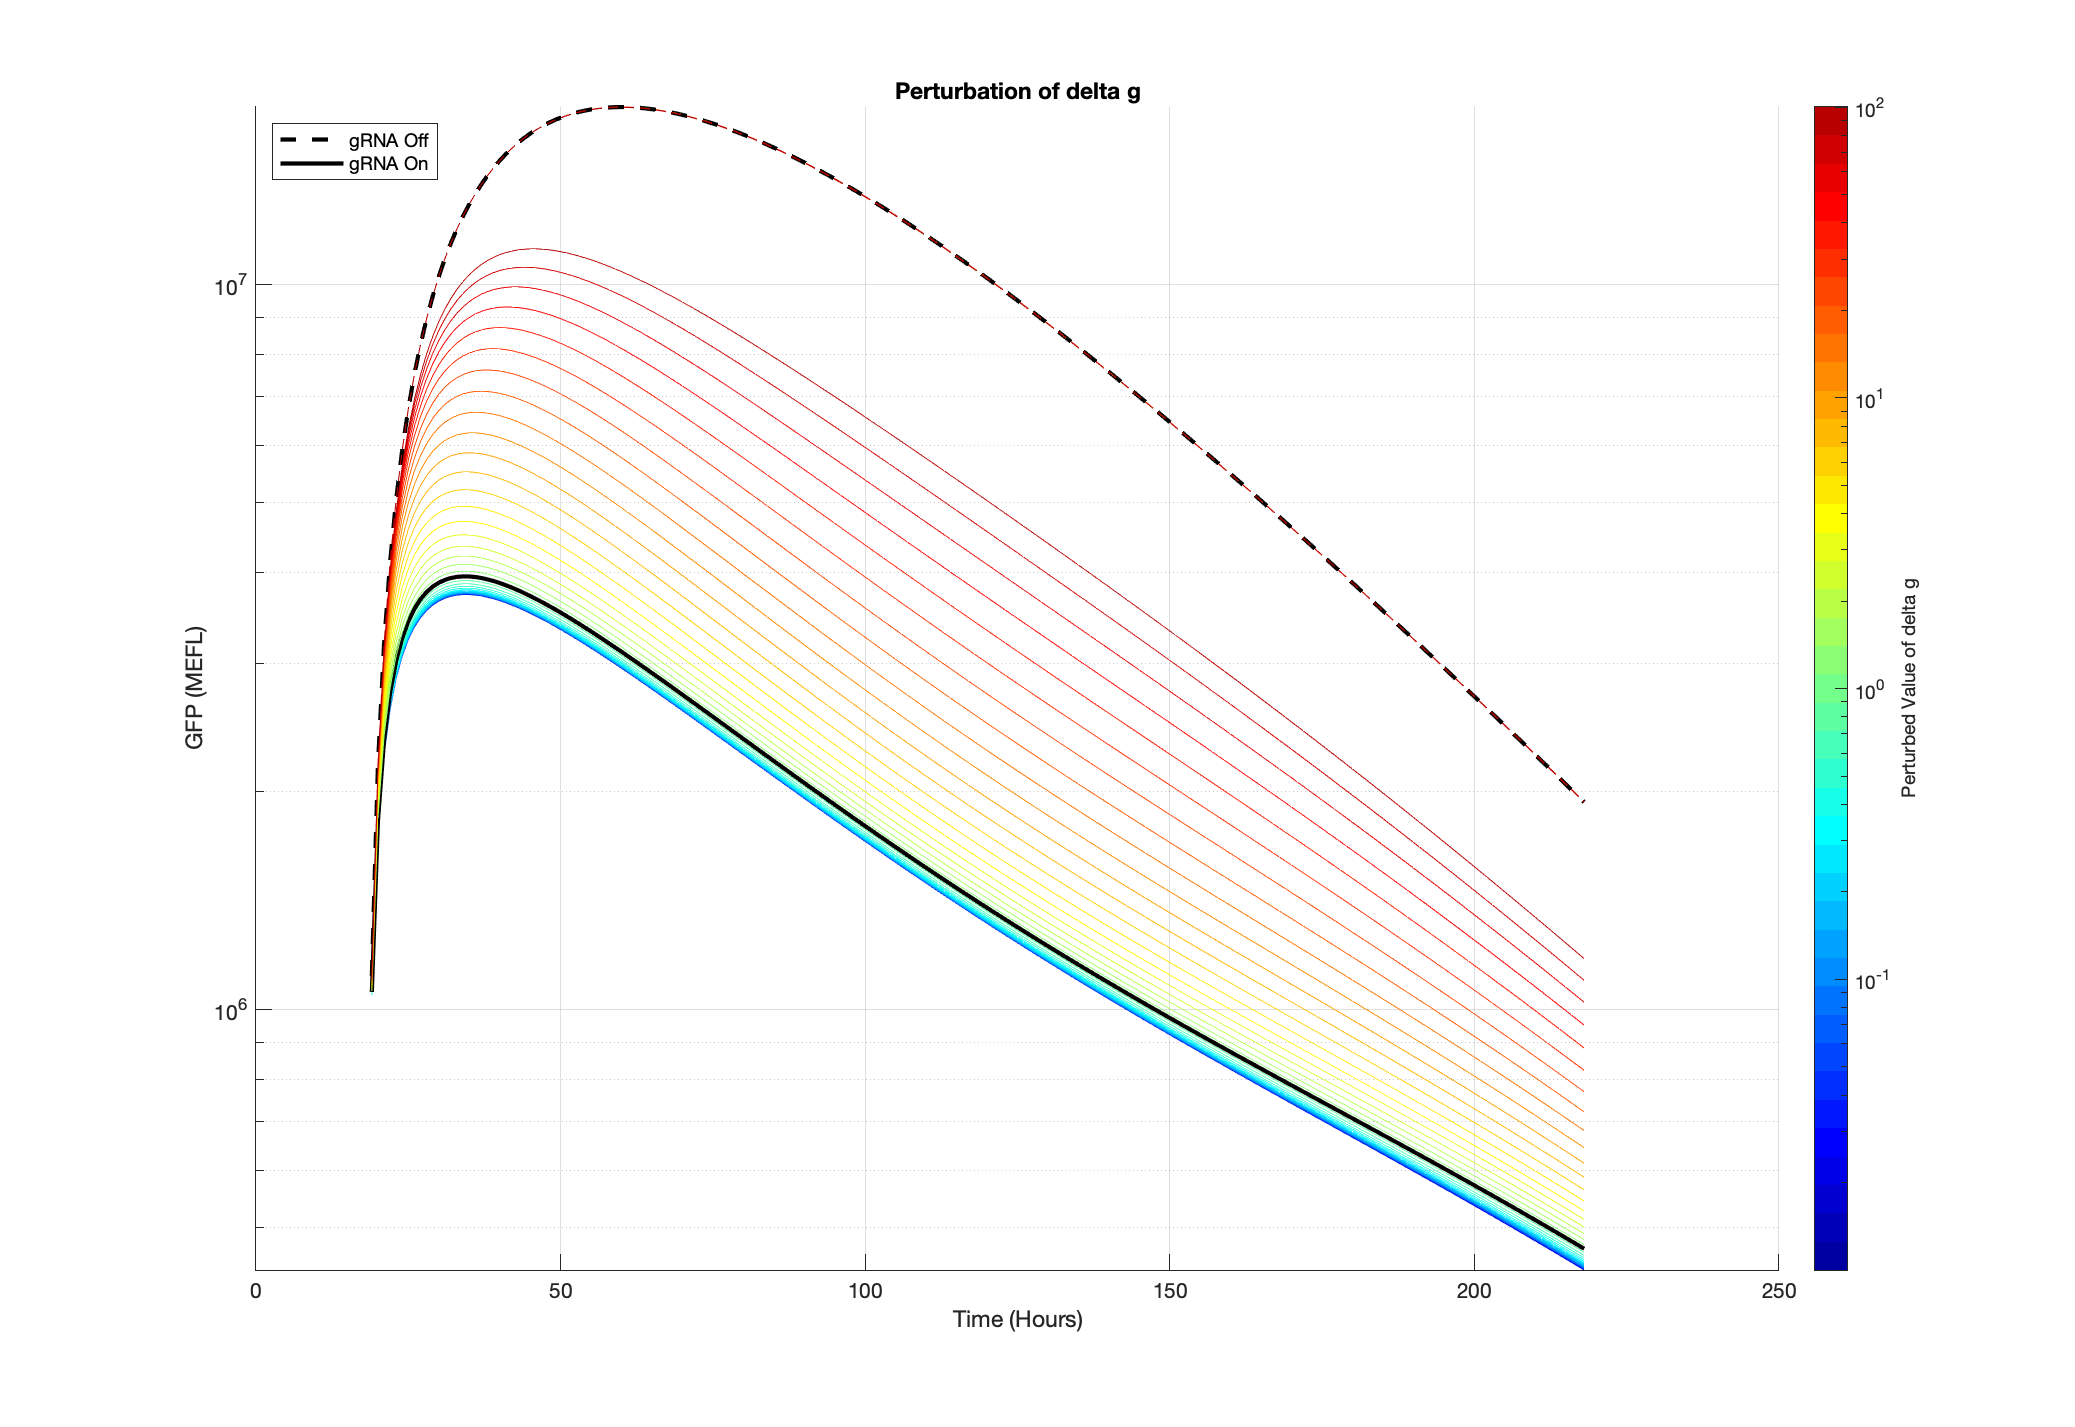 Perturbation of delta g
gRNA Off
gRNA On
10^7
10^6
GFP (MEFL)
0 50 100 150 200 250
Time (Hours)
10^2
10^1
10^0
10^-1
Perturbed Value of delta g